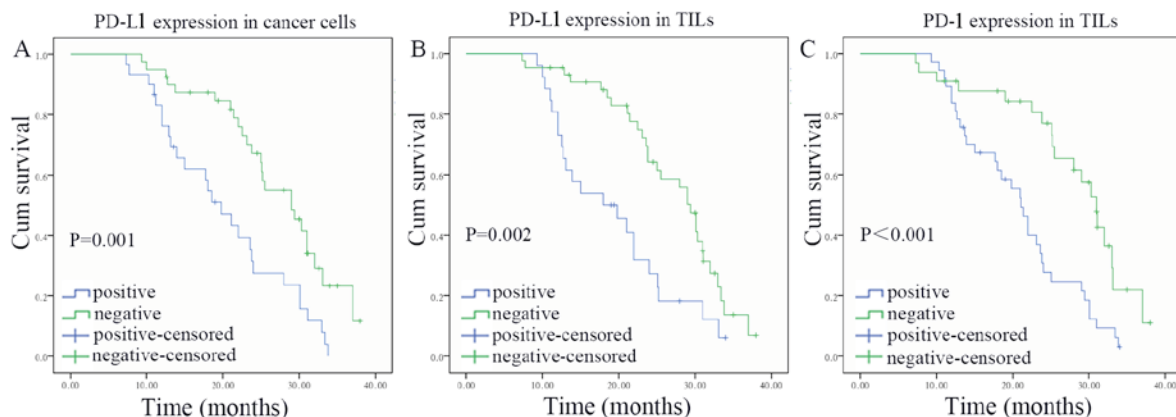 PD-L1 expression in cancer cells
A
Cum survival
1.0
0.8
0.6
0.4
0.2
0.0
P=0.001
positive
negative
positive-censored
negative-censored
0.00 10.00 20.00 30.00 40.00
Time (months)
PD-L1 expression in TILs
B
Cum survival
1.0
0.8
0.6
0.4
0.2
0.0
P=0.002
positive
negative
positive-censored
negative-censored
0.00 10.00 20.00 30.00 40.00
Time (months)
PD-1 expression in TILs
C
Cum survival
1.0
0.8
0.6
0.4
0.2
0.0
P<0.001
positive
negative
positive-censored
negative-censored
0.00 10.00 20.00 30.00 40.00
Time (months)